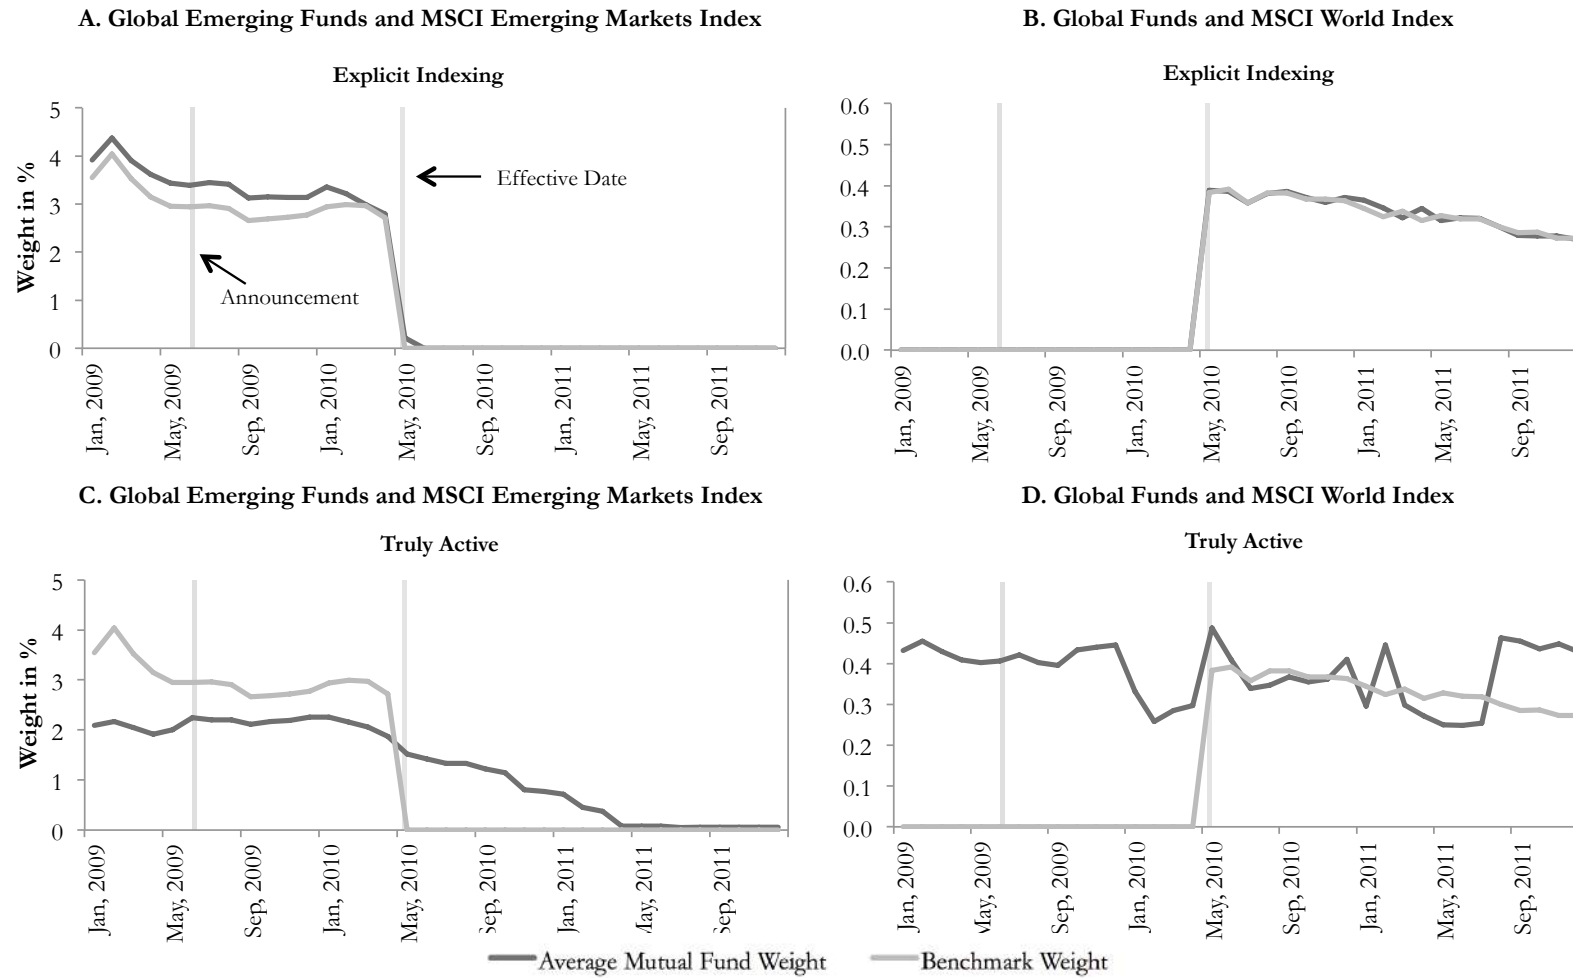 A. Global Emerging Funds and MSCI Emerging Markets Index
Explicit Indexing
Weight in %
5
4
3
2
1
0
Effective Date
Announcement
Jan, 2009
May, 2009
Sep, 2009
Jan, 2010
May, 2010
Sep, 2010
Jan, 2011
May, 2011
Sep, 2011
B. Global Funds and MSCI World Index
Explicit Indexing
0.6
0.5
0.4
0.3
0.2
0.1
0.0
Jan, 2009
May, 2009
Sep, 2009
Jan, 2010
May, 2010
Sep, 2010
Jan, 2011
May, 2011
Sep, 2011
C. Global Emerging Funds and MSCI Emerging Markets Index
Truly Active
Weight in %
5
4
3
2
1
0
Jan, 2009
May, 2009
Sep, 2009
Jan, 2010
May, 2010
Sep, 2010
Jan, 2011
May, 2011
Sep, 2011
D. Global Funds and MSCI World Index
Truly Active
0.6
0.5
0.4
0.3
0.2
0.1
0.0
Jan, 2009
May, 2009
Sep, 2009
Jan, 2010
May, 2010
Sep, 2010
Jan, 2011
May, 2011
Sep, 2011
Average Mutual Fund Weight
Benchmark Weight